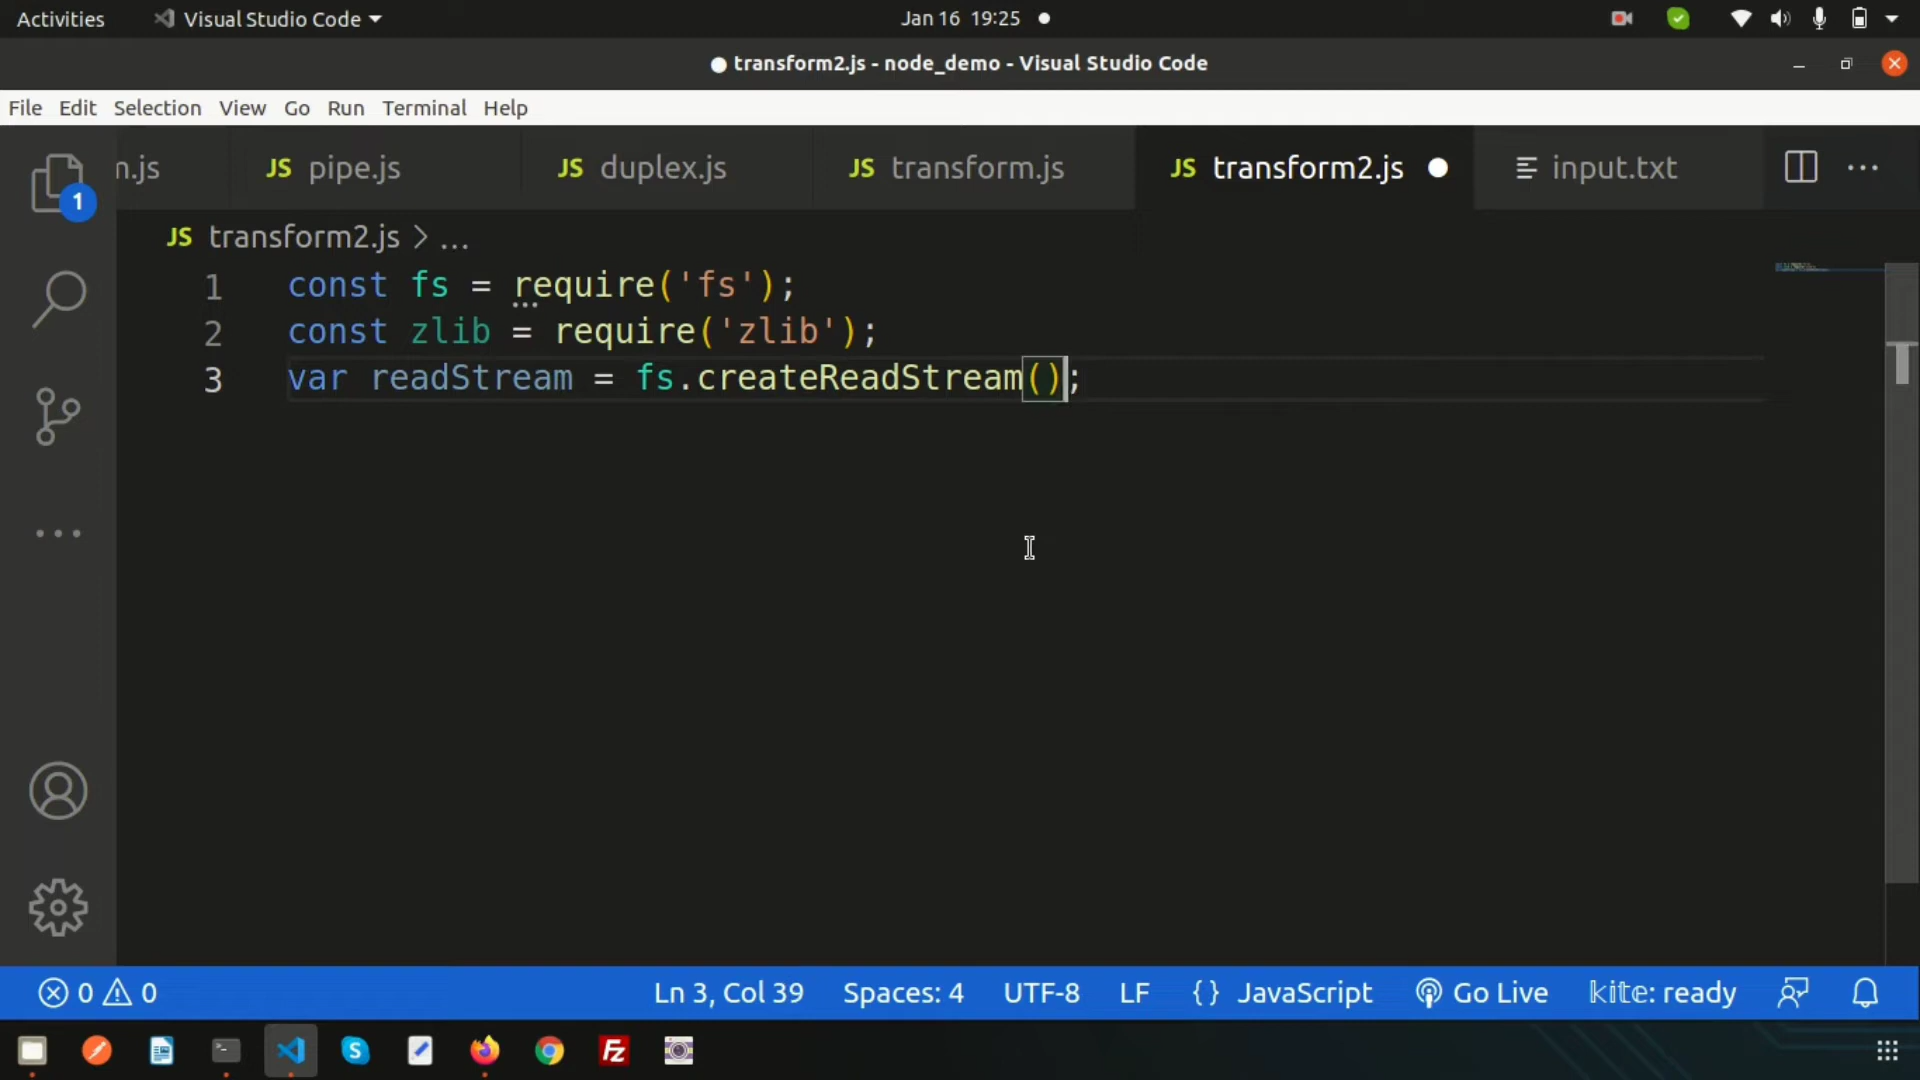 Activities Visual Studio Code Jan 16 19:25
transform2.js - node_demo - Visual Studio Code
File Edit Selection View Go Run Terminal Help
n.js JS pipe.js JS duplex.js JS transform.js JS transform2.js input.txt ...
1
JS transform2.js > ...
1 const fs = require('fs');
2 const zlib = require('zlib');
3 var readStream = fs.createReadStream();
0 0 Ln 3, Col 39 Spaces: 4 UTF-8 LF {} JavaScript Go Live kite: ready
Fz